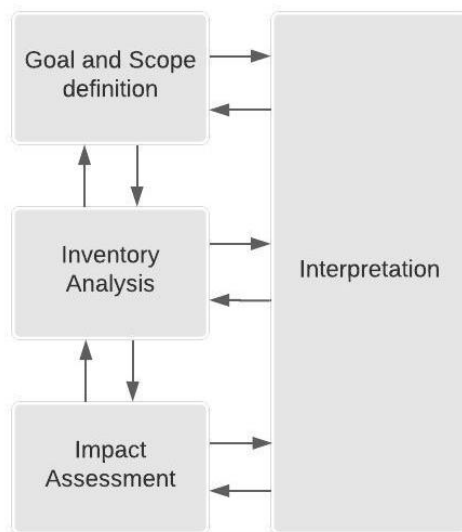 Goal and Scope
definition
Inventory
Analysis
Interpretation
Impact
Assessment